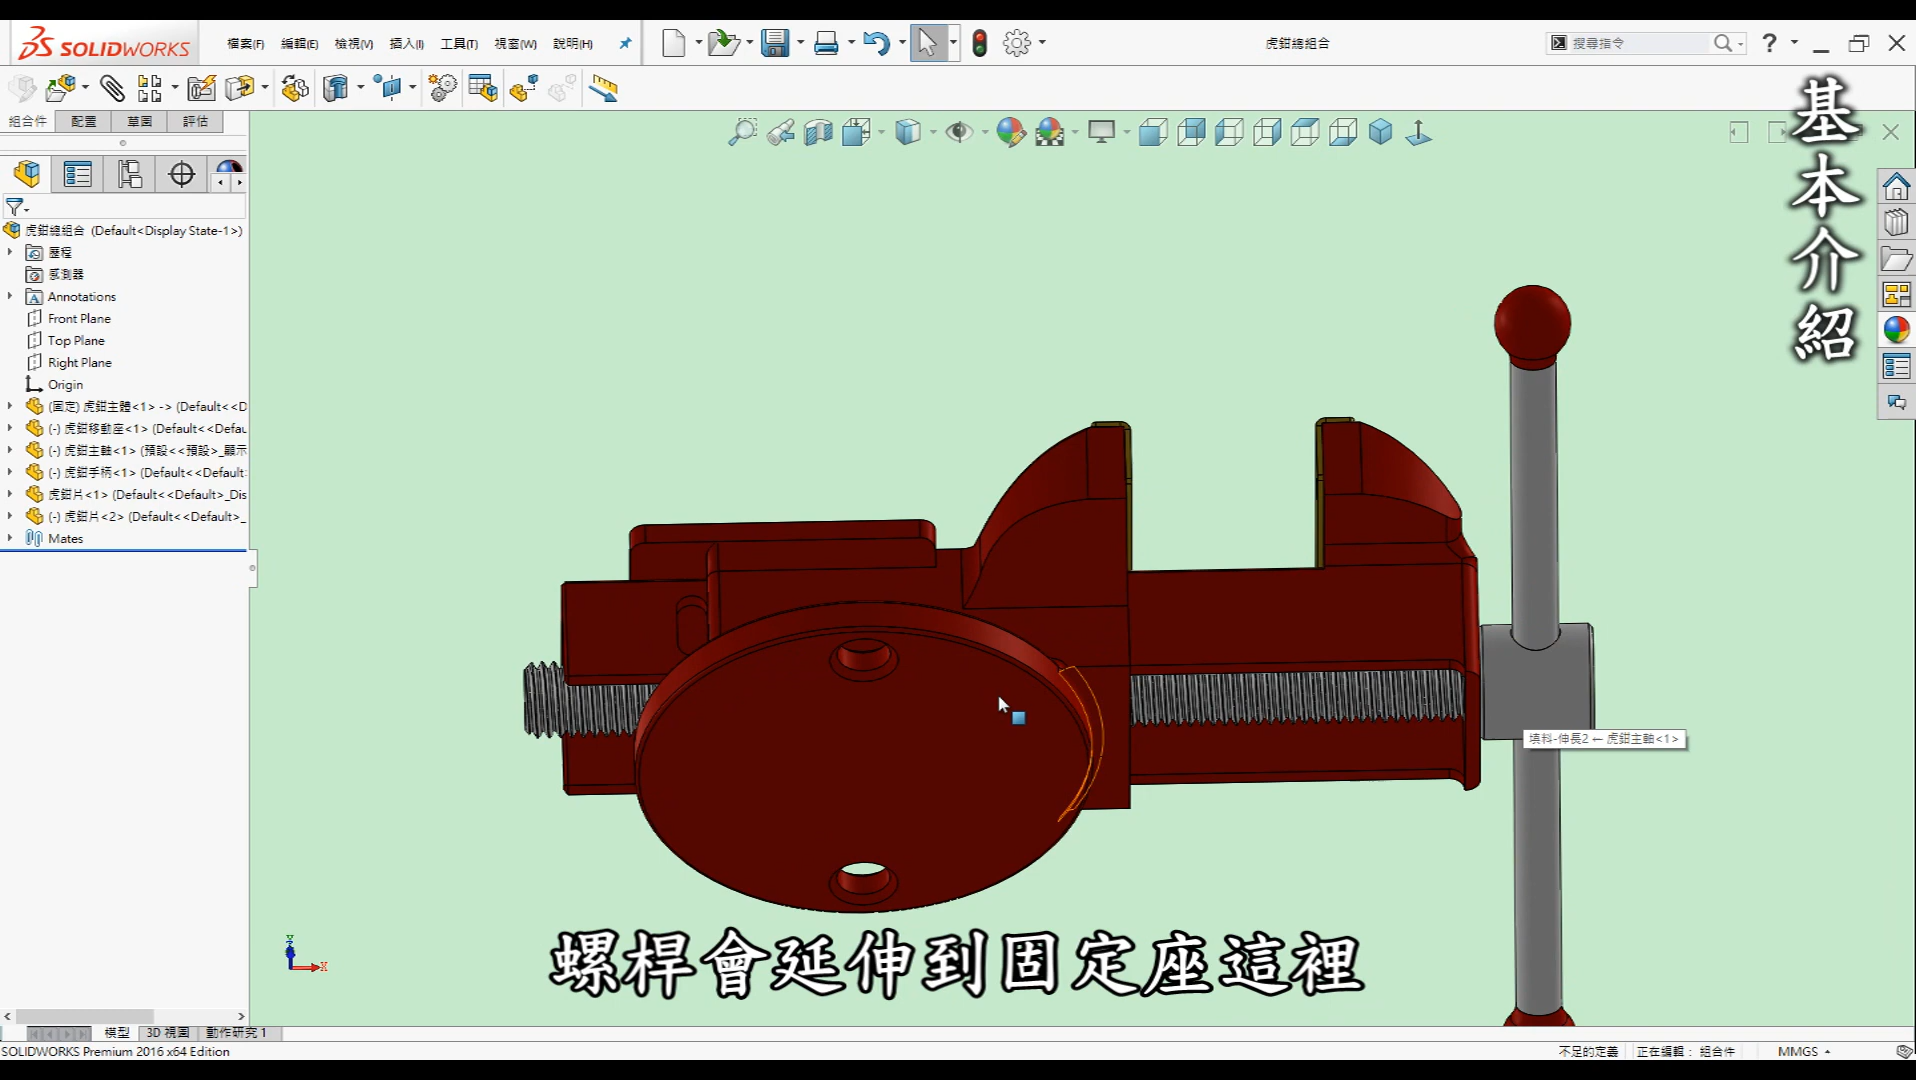 SOLIDWORKS
檔案(F) 編輯(E) 檢視(V) 插入(I) 工具(T) 視窗(W) 說明(H)
虎鉗總組合
搜尋指令
組合件 配置 草圖 評估
虎鉗總組合 (Default<Display State-1>)
歷程
感測器
Annotations
Front Plane
Top Plane
Right Plane
Origin
(固定) 虎鉗主體<1> -> (Default<<D
(-) 虎鉗移動座<1> (Default<<Defau
(-) 虎鉗主軸<1> (預設<<預設>_顯示
(-) 虎鉗手柄<1> (Default<<Default
虎鉗片<1> (Default<<Default>_Dis
(-) 虎鉗片<2> (Default<<Default>_
Mates
基本介紹
填料-伸長2 ← 虎鉗主軸<1>
Y
X
螺桿會延伸到固定座這裡
模型 3D 視圖 動作研究 1
SOLIDWORKS Premium 2016 x64 Edition
不足的定義 正在編輯： 組合件 MMGS